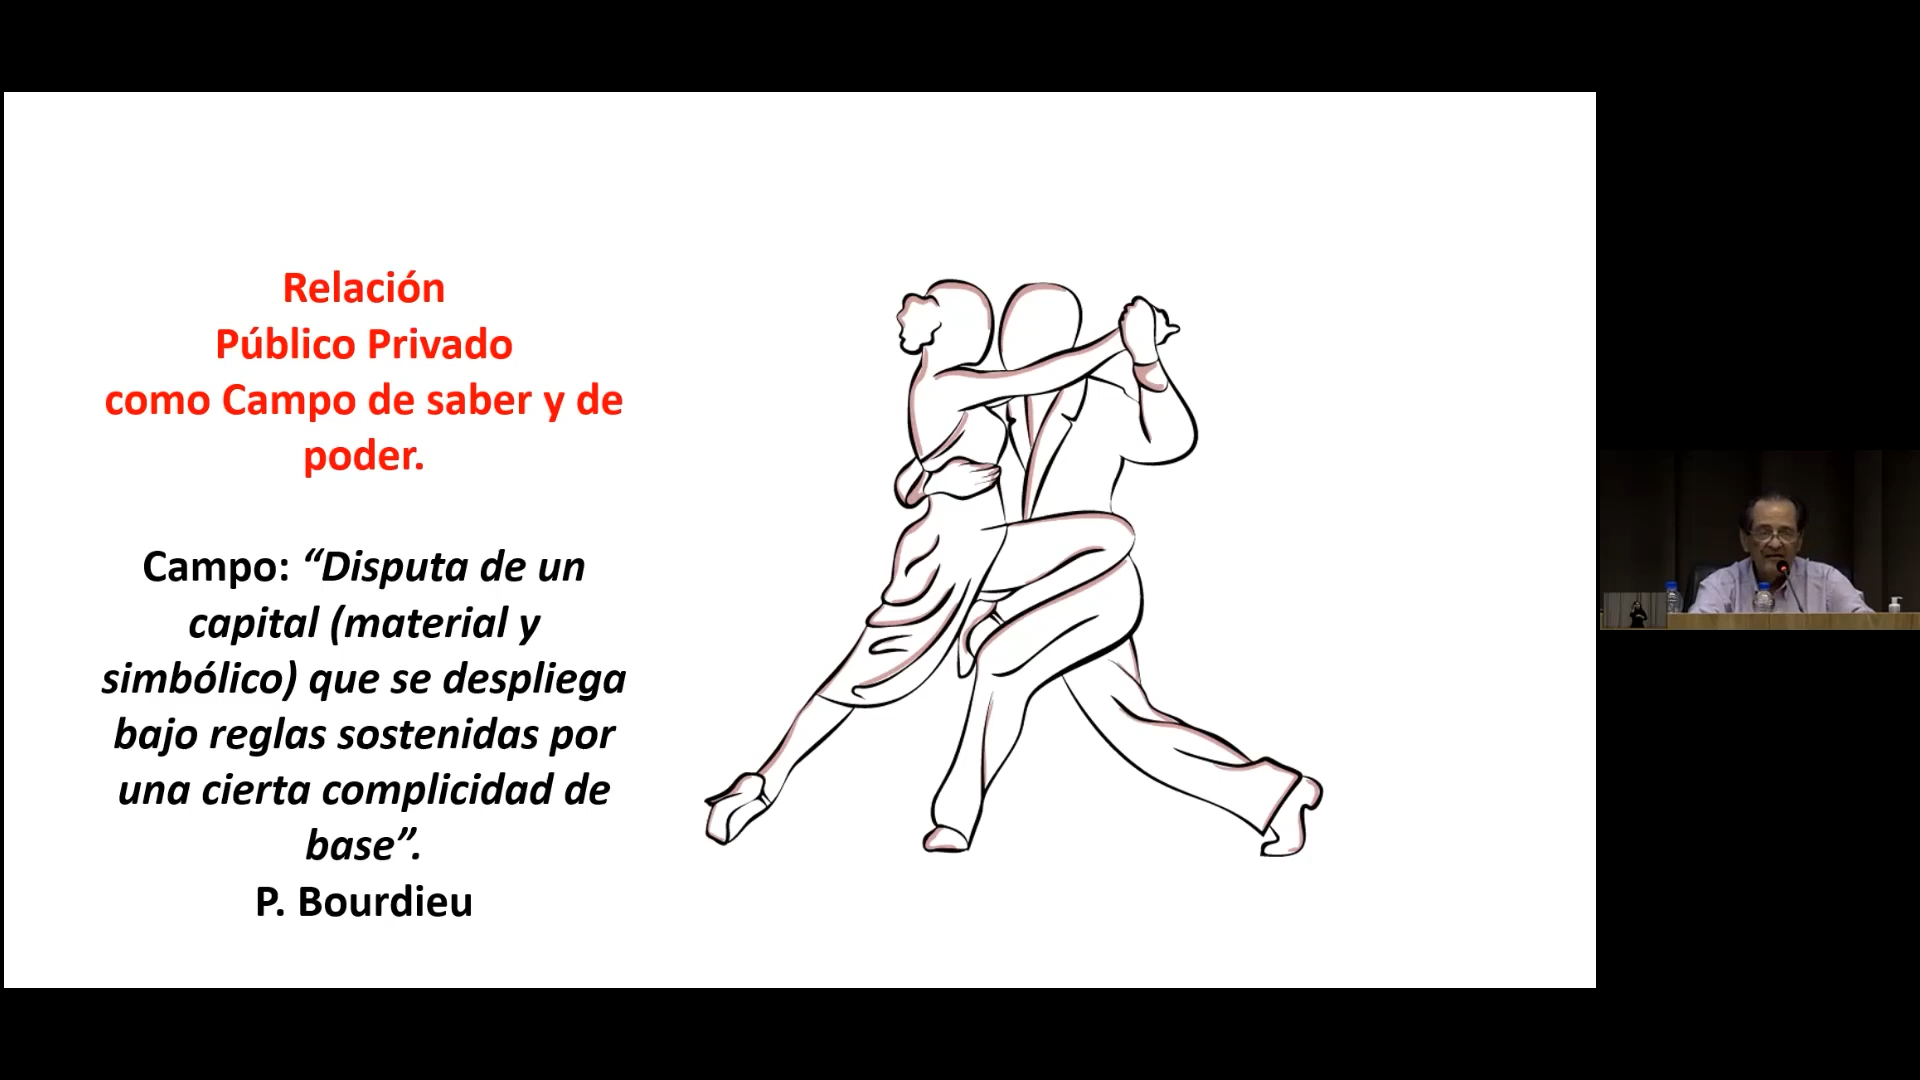 Relación
Público Privado
como Campo de saber y de
poder.
Campo: “Disputa de un
capital (material y
simbólico) que se despliega
bajo reglas sostenidas por
una cierta complicidad de
base”.
P. Bourdieu